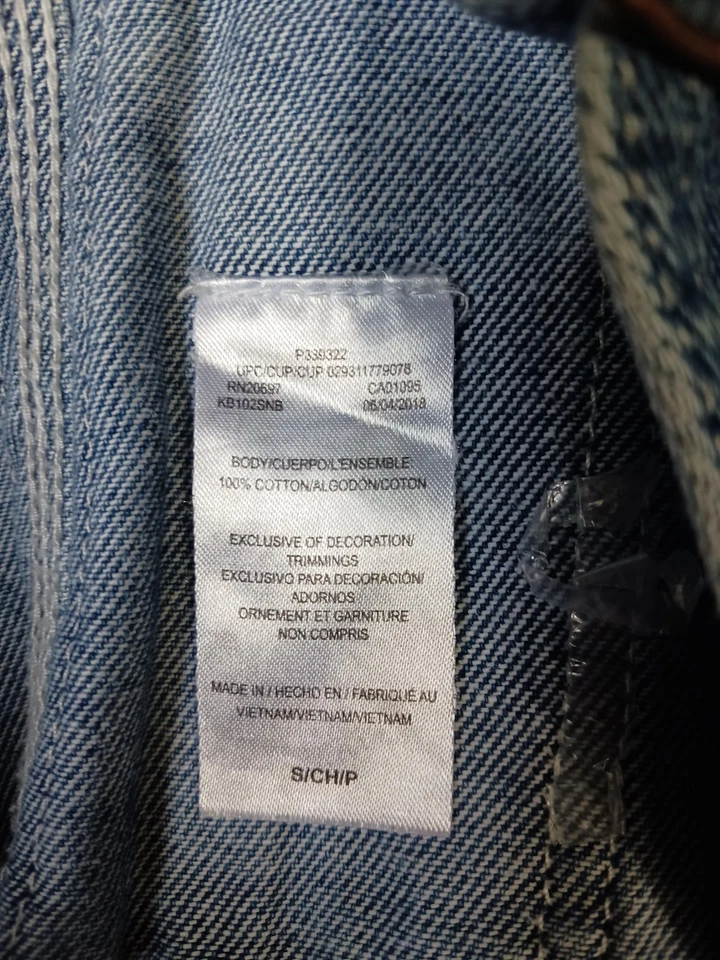 P339322
UPC/CUP/CUP 029311779078
RN20697 CA01095
KB102SNB 06/04/2018
BODY/CUERPO/L'ENSEMBLE:
100% COTTON/ALGODÓN/COTON
EXCLUSIVE OF DECORATION/
TRIMMINGS
EXCLUSIVO PARA DECORACIÓN/
ADORNOS
ORNEMENT ET GARNITURE
NON COMPRIS
MADE IN / HECHO EN / FABRIQUÉ AU
VIETNAM/VIETNAM/VIETNAM
S/CH/P